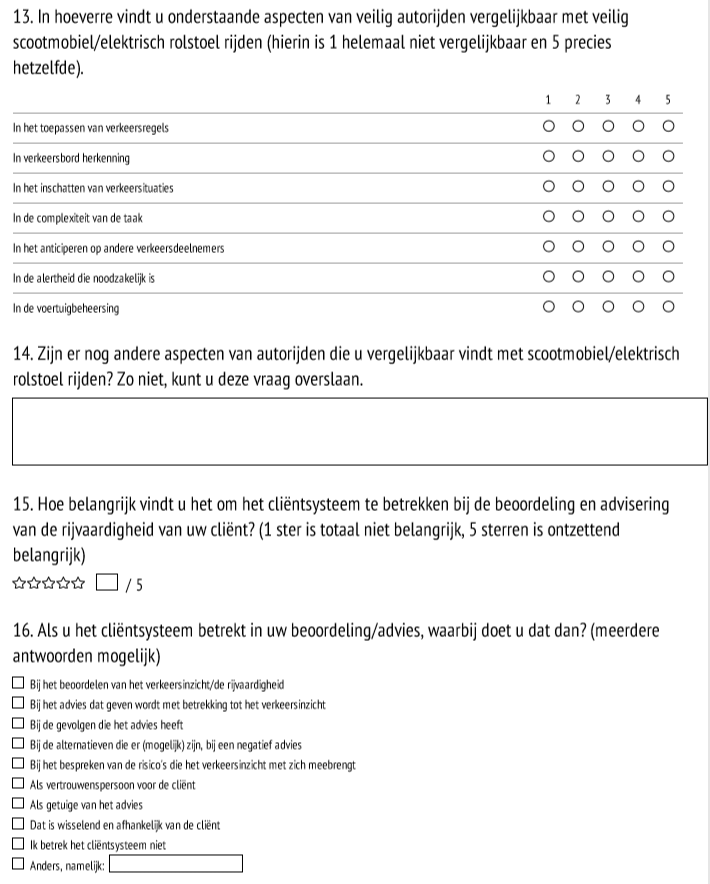 13. In hoeverre vindt u onderstaande aspecten van veilig autorijden vergelijkbaar met veilig
scootmobiel/elektrisch rolstoel rijden (hierin is 1 helemaal niet vergelijkbaar en 5 precies
hetzelfde).
1 2 3 4 5
In het toepassen van verkeersregels
In verkeersbord herkenning
In het inschatten van verkeersituaties
In de complexiteit van de taak
In het anticiperen op andere verkeersdeelnemers
In de alertheid die noodzakelijk is
In de voertuigbeheersing
14. Zijn er nog andere aspecten van autorijden die u vergelijkbaar vindt met scootmobiel/elektrisch
rolstoel rijden? Zo niet, kunt u deze vraag overslaan.
15. Hoe belangrijk vindt u het om het cliëntsysteem te betrekken bij de beoordeling en advisering
van de rijvaardigheid van uw cliënt? (1 ster is totaal niet belangrijk, 5 sterren is ontzettend
belangrijk)
/ 5
16. Als u het cliëntsysteem betrekt in uw beoordeling/advies, waarbij doet u dat dan? (meerdere
antwoorden mogelijk)
Bij het beoordelen van het verkeersinzicht/de rijvaardigheid
Bij het advies dat geven wordt met betrekking tot het verkeersinzicht
Bij de gevolgen die het advies heeft
Bij de alternatieven die er (mogelijk) zijn, bij een negatief advies
Bij het bespreken van de risico's die het verkeersinzicht met zich meebrengt
Als vertrouwenspersoon voor de cliënt
Als getuige van het advies
Dat is wisselend en afhankelijk van de cliënt
Ik betrek het cliëntsysteem niet
Anders, namelijk: